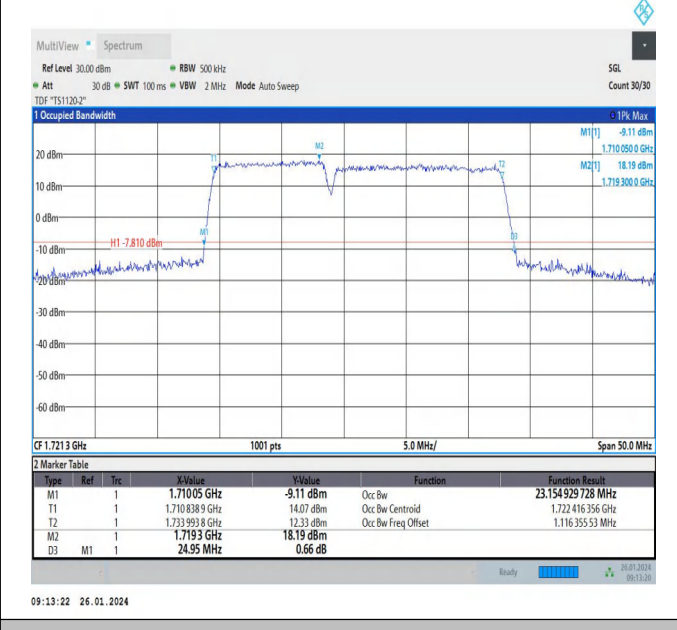 R S
MultiView Spectrum
Ref Level 30.00 dBm RBW 500 kHz SGL
Att 30 dB SWT 100 ms VBW 2 MHz Mode Auto Sweep Count 30/30
TDF "TS1120-2"
1 Occupied Bandwidth 1Pk Max
M1[1] -9.11 dBm
1.710 050 0 GHz
M2[1] 18.19 dBm
1.719 300 0 GHz
M2
T1
T2
20 dBm
10 dBm
0 dBm
M1
D3
H1 -7.810 dBm
-10 dBm
-20 dBm
-30 dBm
-40 dBm
-50 dBm
-60 dBm
CF 1.7213 GHz 1001 pts 5.0 MHz/ Span 50.0 MHz
2 Marker Table
Type Ref Trc X-Value Y-Value Function Function Result
M1 1 1.71005 GHz -9.11 dBm Occ Bw 23.154 929 728 MHz
T1 1 1.710 838 9 GHz 14.07 dBm Occ Bw Centroid 1.722 416 356 GHz
T2 1 1.733 993 8 GHz 12.33 dBm Occ Bw Freq Offset 1.116 355 53 MHz
M2 1 1.7193 GHz 18.19 dBm
D3 M1 1 24.95 MHz 0.66 dB
Ready 26.01.2024
09:13:20
09:13:22 26.01.2024